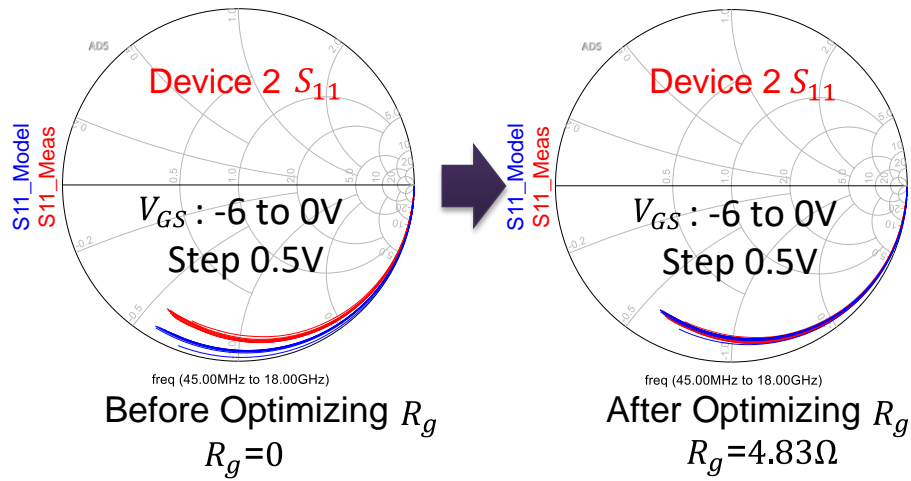 ADS
Device 2 S11
S11_Model
S11_Meas
VGS : -6 to 0V
Step 0.5V
freq (45.00MHz to 18.00GHz)
Before Optimizing Rg
Rg=0
ADS
Device 2 S11
S11_Model
S11_Meas
VGS : -6 to 0V
Step 0.5V
freq (45.00MHz to 18.00GHz)
After Optimizing Rg
Rg=4.83Ω